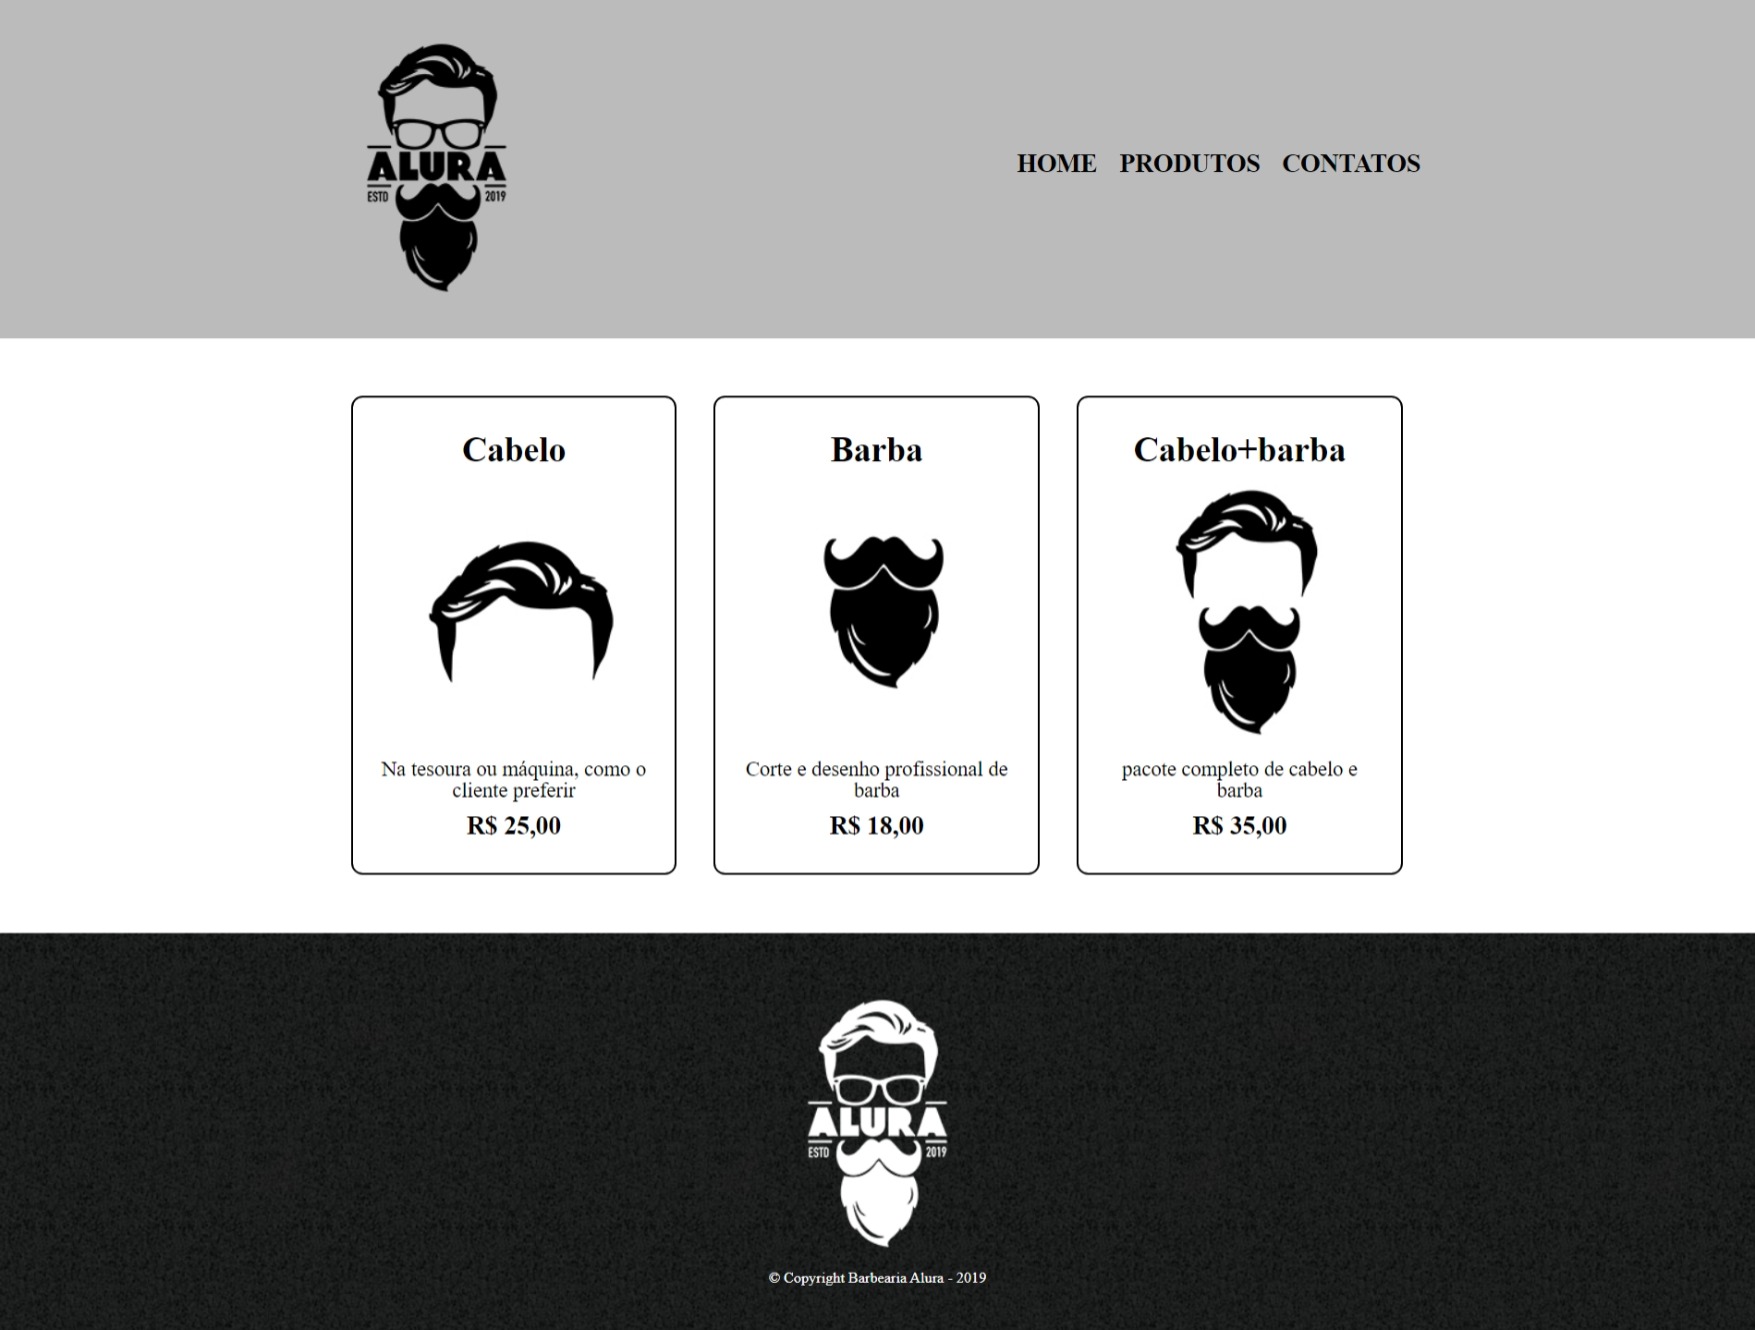 ALURA
ESTD 2019
HOME PRODUTOS CONTATOS
Cabelo
Na tesoura ou máquina, como o
cliente preferir
R$ 25,00
Barba
Corte e desenho profissional de
barba
R$ 18,00
Cabelo+barba
pacote completo de cabelo e
barba
R$ 35,00
ALURA
ESTD 2019
© Copyright Barbearia Alura - 2019